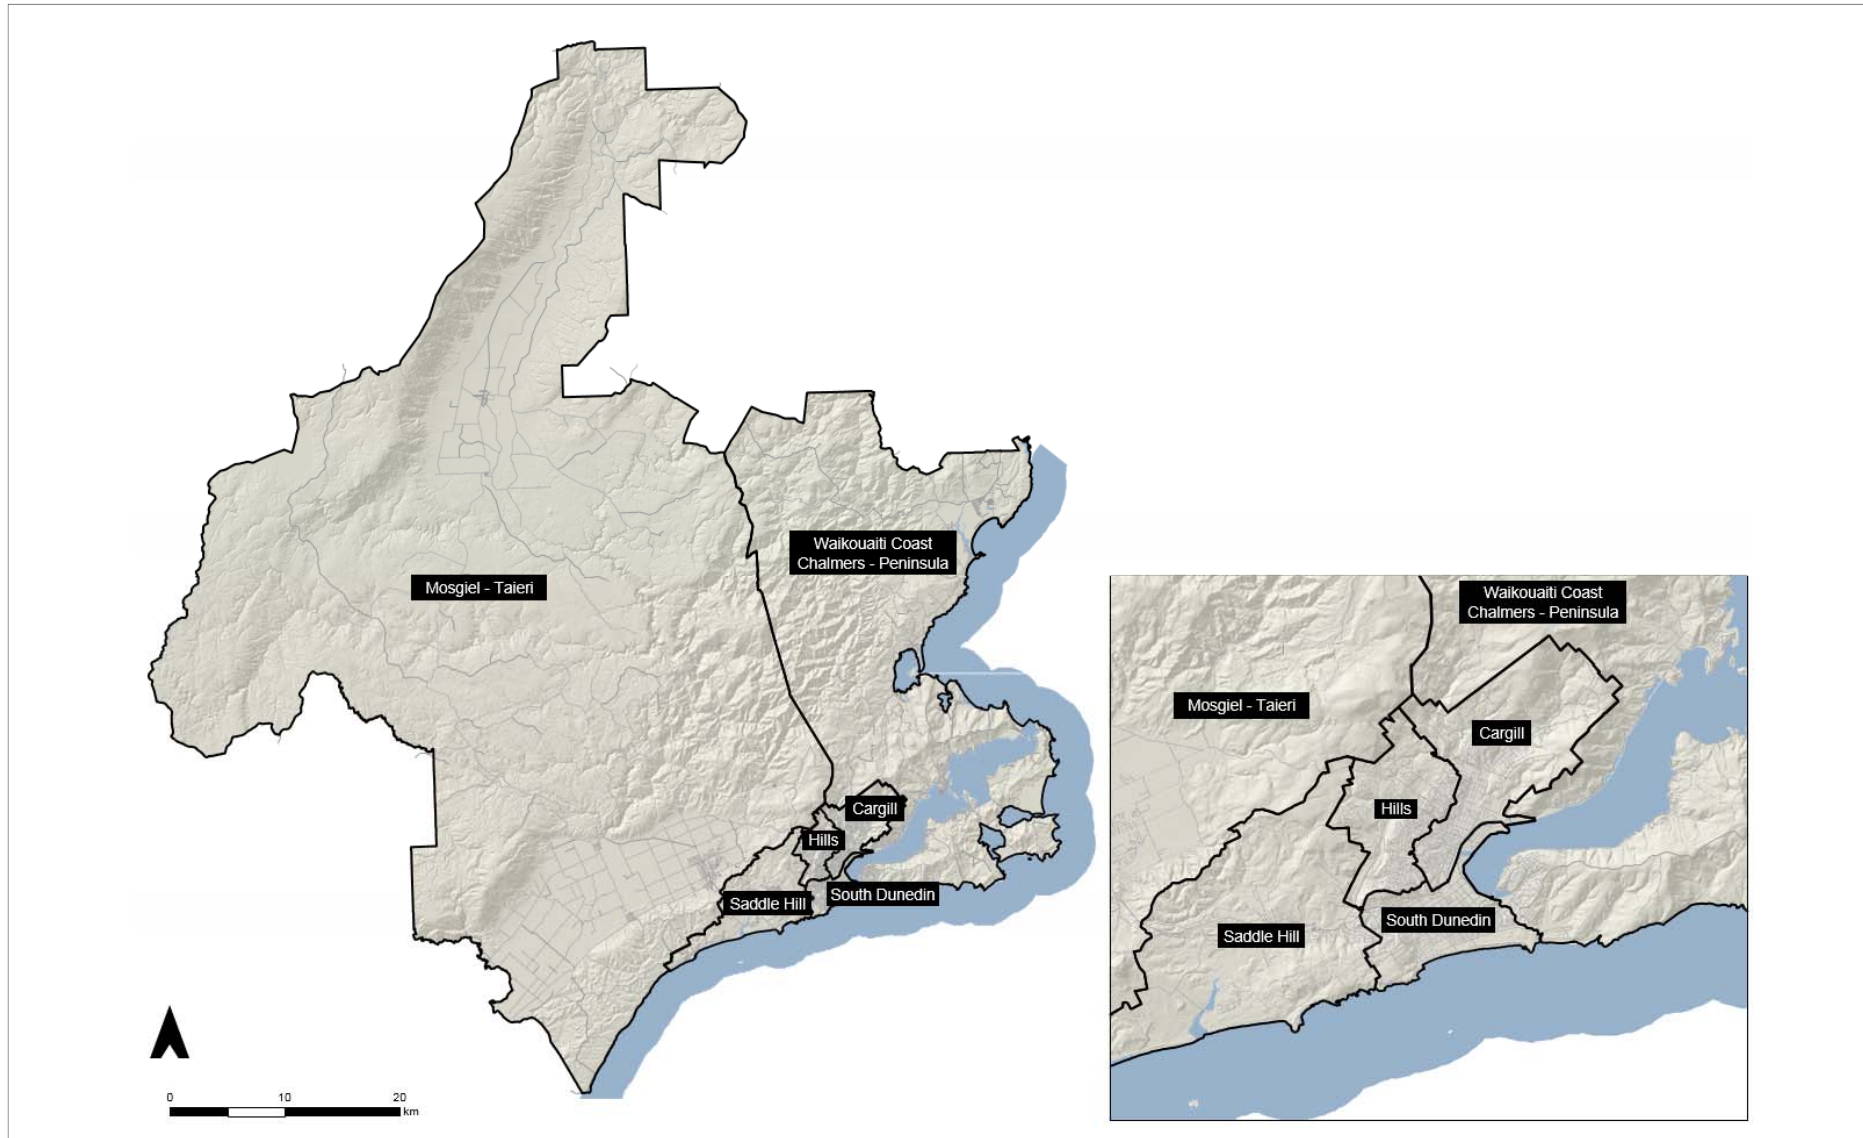 Waikouaiti Coast
Chalmers - Peninsula
Mosgiel - Taieri
Cargill
Hills
Saddle Hill
South Dunedin
0
10
20
km
Waikouaiti Coast
Chalmers - Peninsula
Mosgiel - Taieri
Cargill
Hills
South Dunedin
Saddle Hill